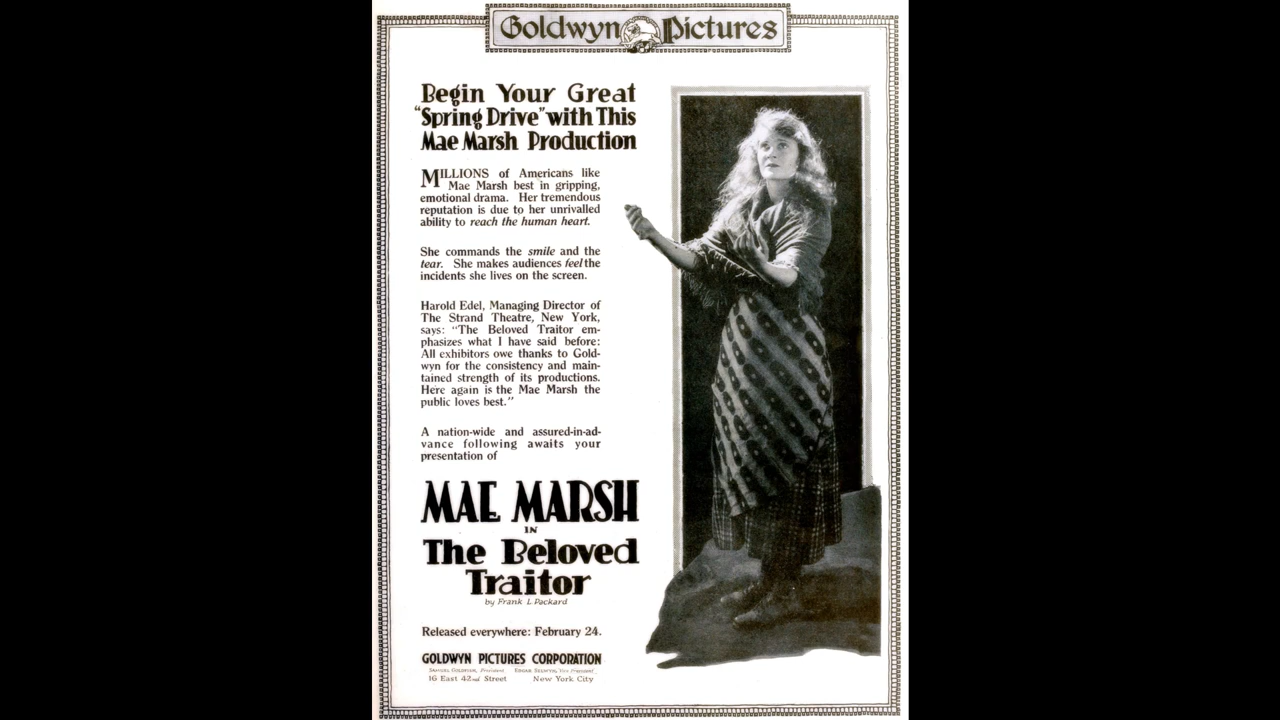 Goldwyn Pictures
Begin Your Great
"Spring Drive" with This
Mae Marsh Production
MILLIONS of Americans like
Mae Marsh best in gripping,
emotional drama. Her tremendous
reputation is due to her unrivalled
ability to reach the human heart.
She commands the smile and the
tear. She makes audiences feel the
incidents she lives on the screen.
Harold Edel, Managing Director of
The Strand Theatre, New York,
says: "The Beloved Traitor em-
phasizes what I have said before:
All exhibitors owe thanks to Gold-
wyn for the consistency and main-
tained strength of its productions.
Here again is the Mae Marsh the
public loves best."
A nation-wide and assured-in-ad-
vance following awaits your
presentation of
MAE MARSH
IN
The Beloved
Traitor
by Frank L Packard
Released everywhere: February 24.
GOLDWYN PICTURES CORPORATION
SAMUEL GOLDFISH, President EDGAR SELWYN, Vice President
16 East 42nd Street New York City